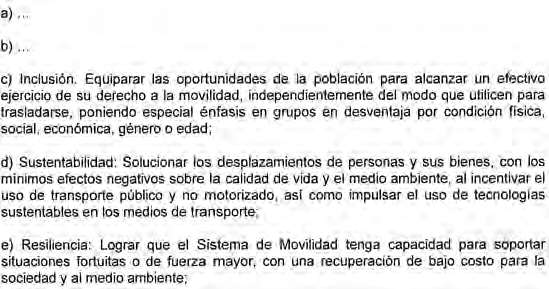 a) ...
b) ...
c) Inclusión. Equiparar las oportunidades de la población para alcanzar un efectivo
ejercicio de su derecho a la movilidad, independientemente del modo que utilicen para
trasladarse, poniendo especial énfasis en grupos en desventaja por condición física,
social, económica, género o edad;
d) Sustentabilidad: Solucionar los desplazamientos de personas y sus bienes, con los
mínimos efectos negativos sobre la calidad de vida y el medio ambiente, al incentivar el
uso de transporte público y no motorizado, así como impulsar el uso de tecnologías
sustentables en los medios de transporte;
e) Resiliencia: Lograr que el Sistema de Movilidad tenga capacidad para soportar
situaciones fortuitas o de fuerza mayor, con una recuperación de bajo costo para la
sociedad y al medio ambiente;